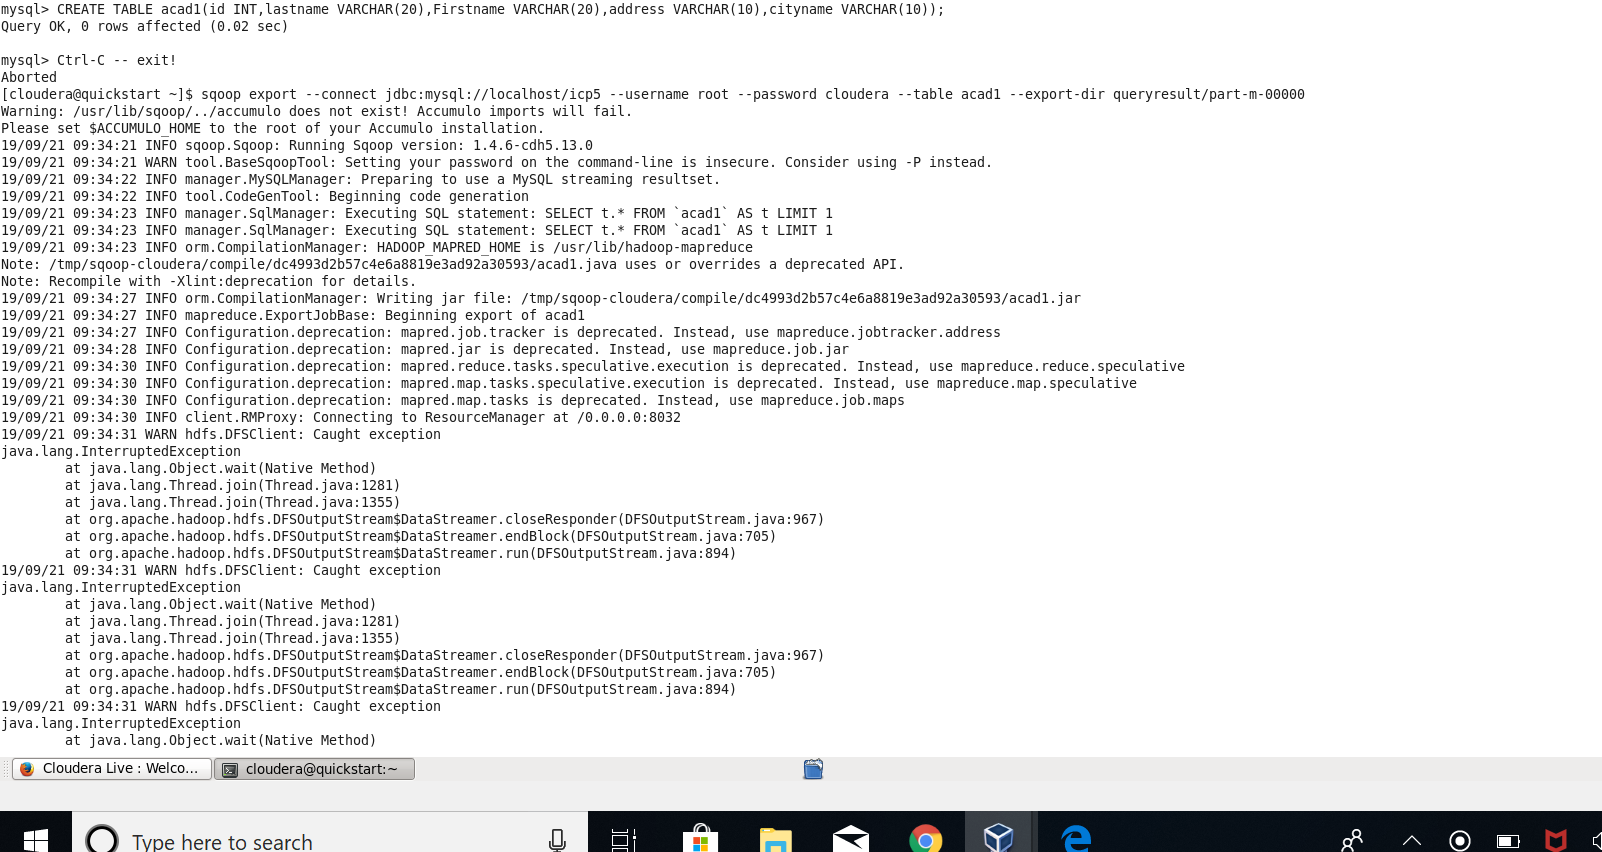 mysql> CREATE TABLE acad1(id INT,lastname VARCHAR(20),Firstname VARCHAR(20),address VARCHAR(10),cityname VARCHAR(10));
Query OK, 0 rows affected (0.02 sec)
mysql> Ctrl-C -- exit!
Aborted
[cloudera@quickstart ~]$ sqoop export --connect jdbc:mysql://localhost/icp5 --username root --password cloudera --table acad1 --export-dir queryresult/part-m-00000
Warning: /usr/lib/sqoop/../accumulo does not exist! Accumulo imports will fail.
Please set $ACCUMULO_HOME to the root of your Accumulo installation.
19/09/21 09:34:21 INFO sqoop.Sqoop: Running Sqoop version: 1.4.6-cdh5.13.0
19/09/21 09:34:21 WARN tool.BaseSqoopTool: Setting your password on the command-line is insecure. Consider using -P instead.
19/09/21 09:34:22 INFO manager.MySQLManager: Preparing to use a MySQL streaming resultset.
19/09/21 09:34:22 INFO tool.CodeGenTool: Beginning code generation
19/09/21 09:34:23 INFO manager.SqlManager: Executing SQL statement: SELECT t.* FROM `acad1` AS t LIMIT 1
19/09/21 09:34:23 INFO manager.SqlManager: Executing SQL statement: SELECT t.* FROM `acad1` AS t LIMIT 1
19/09/21 09:34:23 INFO orm.CompilationManager: HADOOP_MAPRED_HOME is /usr/lib/hadoop-mapreduce
Note: /tmp/sqoop-cloudera/compile/dc4993d2b57c4e6a8819e3ad92a30593/acad1.java uses or overrides a deprecated API.
Note: Recompile with -Xlint:deprecation for details.
19/09/21 09:34:27 INFO orm.CompilationManager: Writing jar file: /tmp/sqoop-cloudera/compile/dc4993d2b57c4e6a8819e3ad92a30593/acad1.jar
19/09/21 09:34:27 INFO mapreduce.ExportJobBase: Beginning export of acad1
19/09/21 09:34:27 INFO Configuration.deprecation: mapred.job.tracker is deprecated. Instead, use mapreduce.jobtracker.address
19/09/21 09:34:28 INFO Configuration.deprecation: mapred.jar is deprecated. Instead, use mapreduce.job.jar
19/09/21 09:34:30 INFO Configuration.deprecation: mapred.reduce.tasks.speculative.execution is deprecated. Instead, use mapreduce.reduce.speculative
19/09/21 09:34:30 INFO Configuration.deprecation: mapred.map.tasks.speculative.execution is deprecated. Instead, use mapreduce.map.speculative
19/09/21 09:34:30 INFO Configuration.deprecation: mapred.map.tasks is deprecated. Instead, use mapreduce.job.maps
19/09/21 09:34:30 INFO client.RMProxy: Connecting to ResourceManager at /0.0.0.0:8032
19/09/21 09:34:31 WARN hdfs.DFSClient: Caught exception
java.lang.InterruptedException
at java.lang.Object.wait(Native Method)
at java.lang.Thread.join(Thread.java:1281)
at java.lang.Thread.join(Thread.java:1355)
at org.apache.hadoop.hdfs.DFSOutputStream$DataStreamer.closeResponder(DFSOutputStream.java:967)
at org.apache.hadoop.hdfs.DFSOutputStream$DataStreamer.endBlock(DFSOutputStream.java:705)
at org.apache.hadoop.hdfs.DFSOutputStream$DataStreamer.run(DFSOutputStream.java:894)
19/09/21 09:34:31 WARN hdfs.DFSClient: Caught exception
java.lang.InterruptedException
at java.lang.Object.wait(Native Method)
at java.lang.Thread.join(Thread.java:1281)
at java.lang.Thread.join(Thread.java:1355)
at org.apache.hadoop.hdfs.DFSOutputStream$DataStreamer.closeResponder(DFSOutputStream.java:967)
at org.apache.hadoop.hdfs.DFSOutputStream$DataStreamer.endBlock(DFSOutputStream.java:705)
at org.apache.hadoop.hdfs.DFSOutputStream$DataStreamer.run(DFSOutputStream.java:894)
19/09/21 09:34:31 WARN hdfs.DFSClient: Caught exception
java.lang.InterruptedException
at java.lang.Object.wait(Native Method)
Cloudera Live : Welco... cloudera@quickstart:~
Type here to search